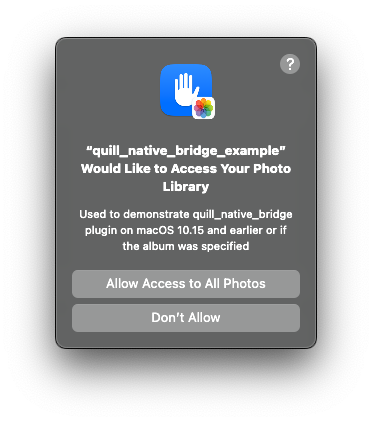 ?
“quill_native_bridge_example”
Would Like to Access Your Photo
Library
Used to demonstrate quill_native_bridge
plugin on macOS 10.15 and earlier or if
the album was specified
Allow Access to All Photos
Don’t Allow